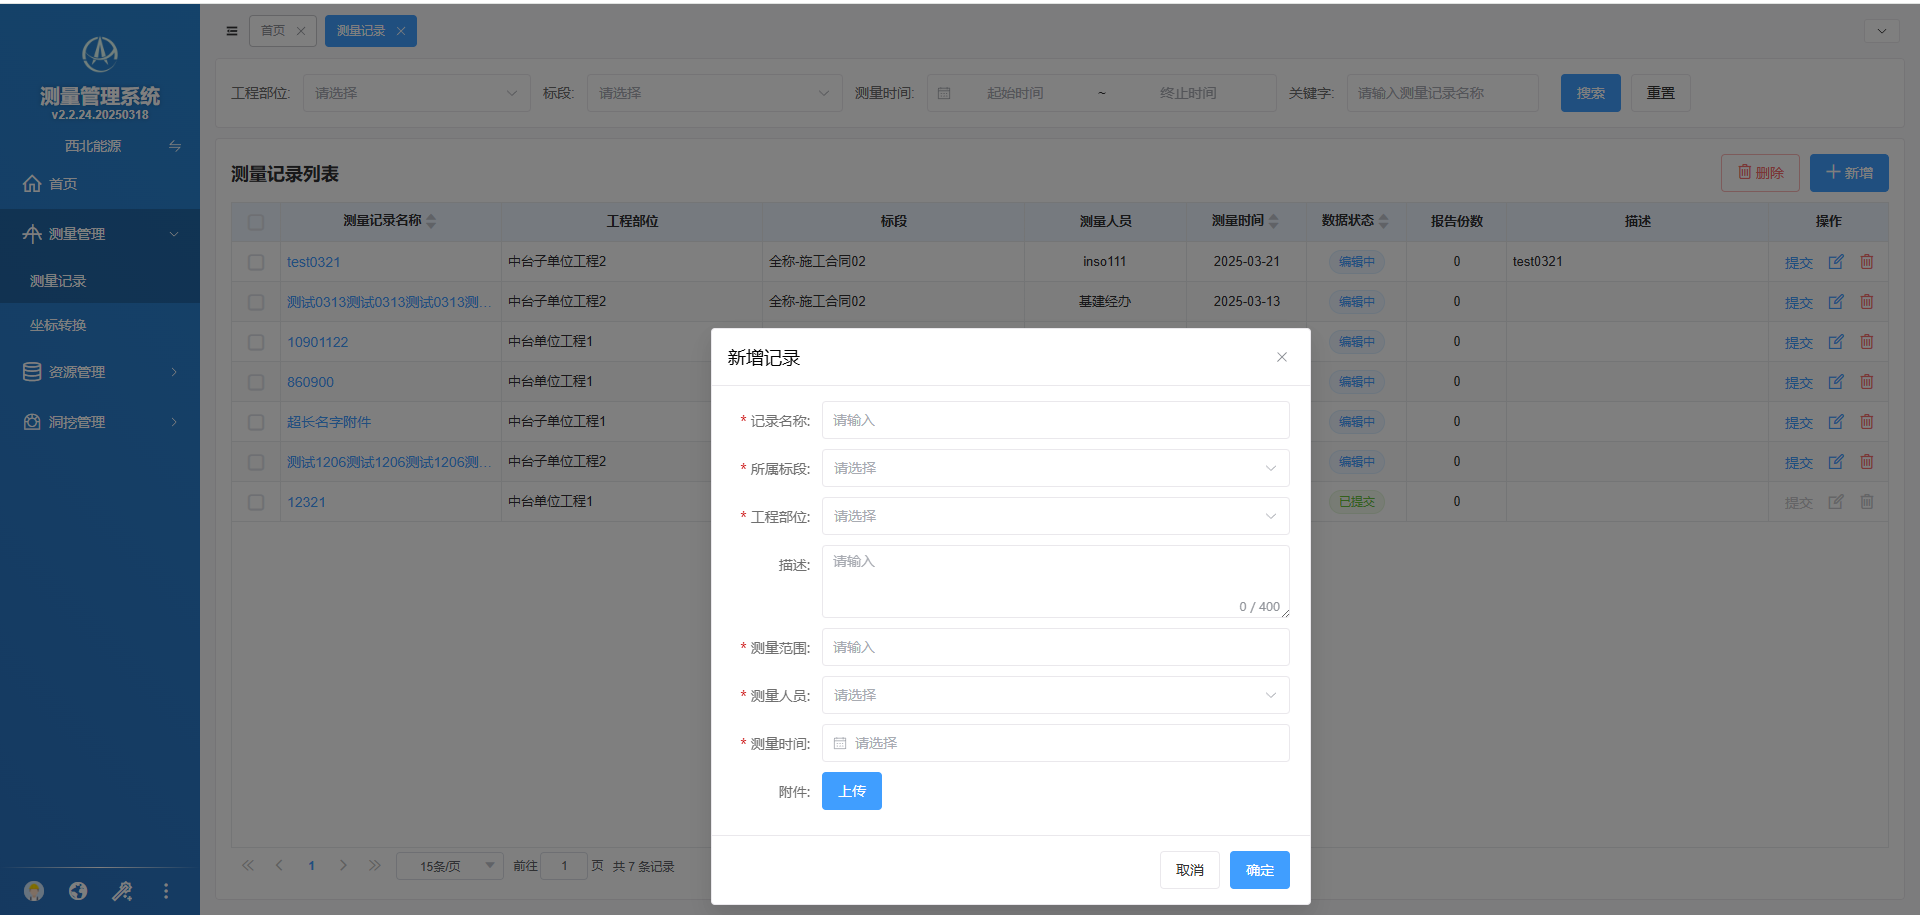 测量管理系统
v2.2.24.20250318
西北能源
首页
测量管理
测量记录
坐标转换
资源管理
洞挖管理
首页
测量记录
工程部位: 请选择 标段: 请选择 测量时间: 起始时间 ~ 终止时间 关键字: 请输入测量记录名称 搜索 重置
测量记录列表
删除 新增
测量记录名称 工程部位 标段 测量人员 测量时间 数据状态 报告份数 描述 操作
test0321 中台子单位工程2 全称-施工合同02 inso111 2025-03-21 编辑中 0 test0321 提交
测试0313测试0313测试0313测... 中台子单位工程2 全称-施工合同02 基建经办 2025-03-13 编辑中 0 提交
10901122 中台单位工程1 编辑中 0 提交
860900 中台单位工程1 编辑中 0 提交
超长名字附件 中台子单位工程1 编辑中 0 提交
测试1206测试1206测试1206测... 中台子单位工程2 编辑中 0 提交
12321 中台单位工程1 已提交 0 提交
1 15条/页 前往 1 页 共 7 条记录
新增记录
* 记录名称: 请输入
* 所属标段: 请选择
* 工程部位: 请选择
描述: 请输入
0 / 400
* 测量范围: 请输入
* 测量人员: 请选择
* 测量时间: 请选择
附件: 上传
取消 确定